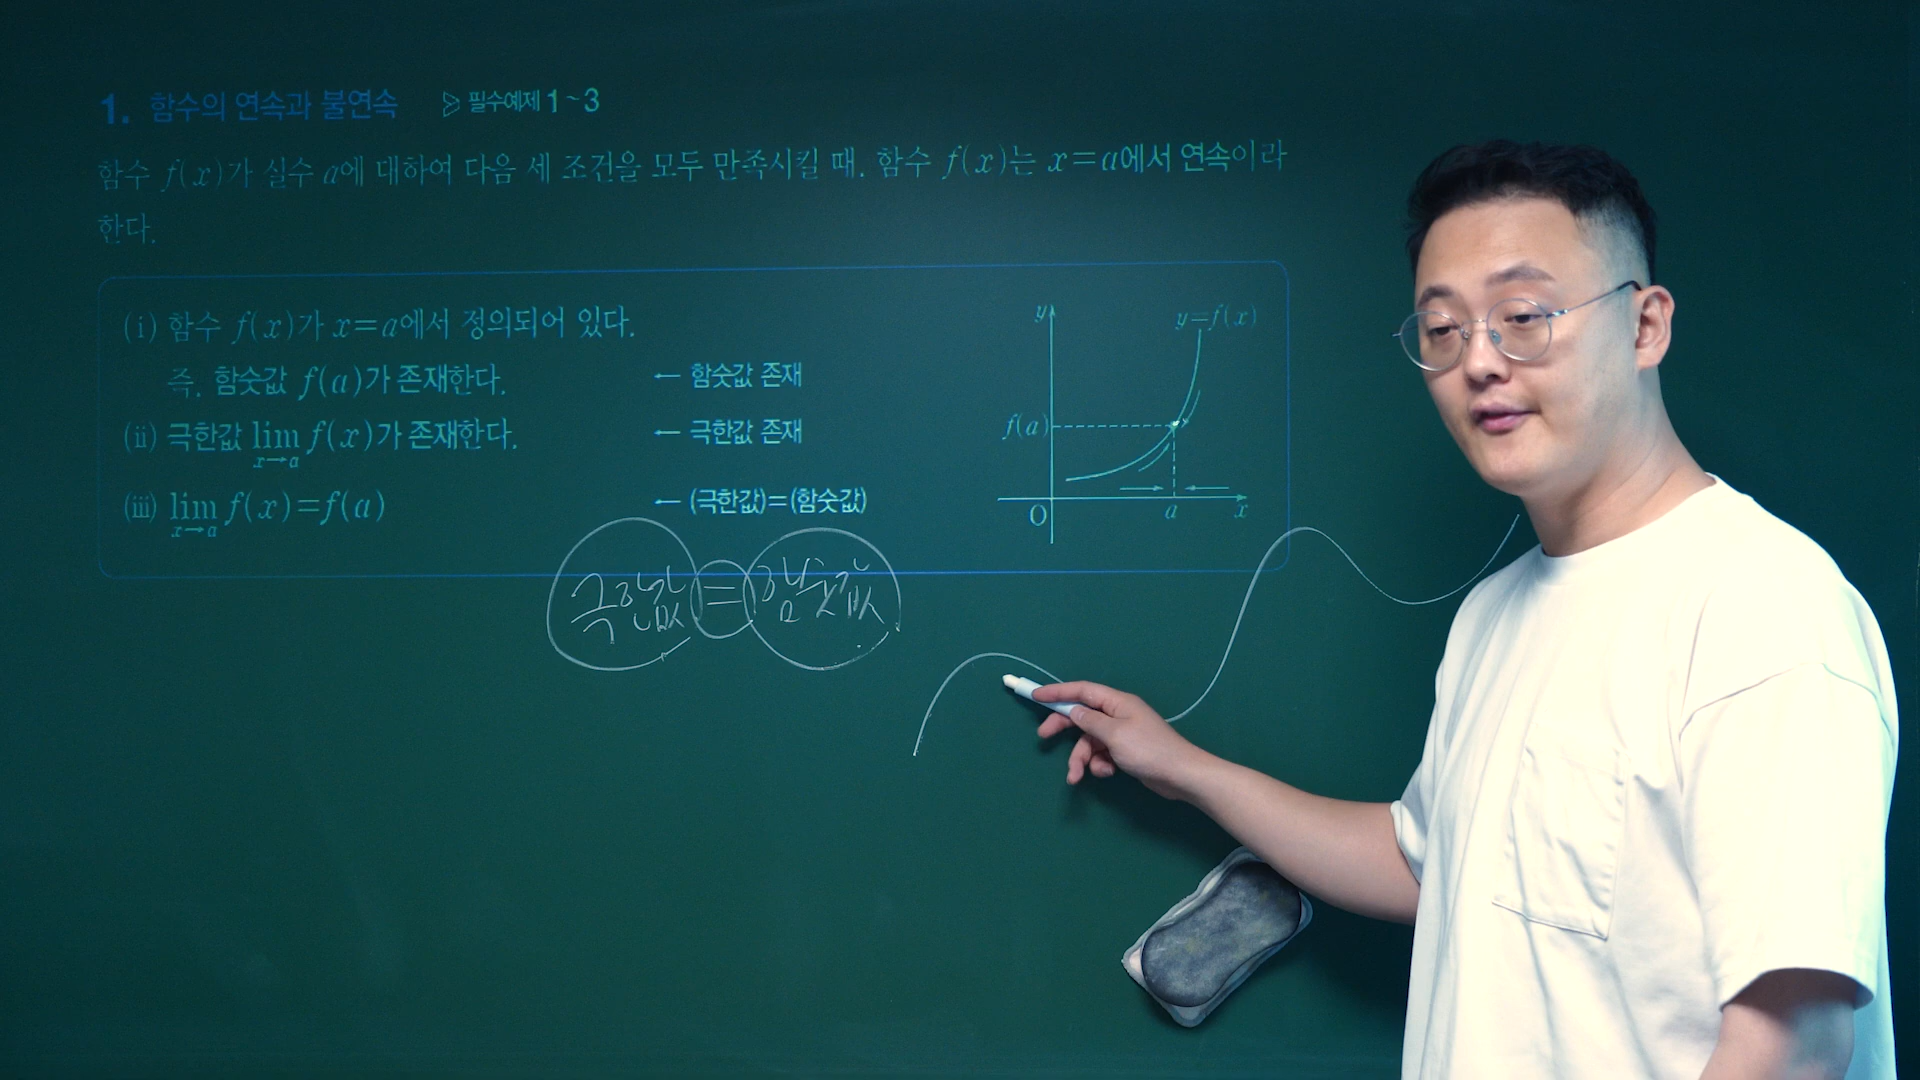 1. 함수의 연속과 불연속 ▷ 필수예제 1~3
함수 f(x)가 실수 a에 대하여 다음 세 조건을 모두 만족시킬 때, 함수 f(x)는 x=a에서 연속이라
한다.
(i) 함수 f(x)가 x=a에서 정의되어 있다.
즉, 함숫값 f(a)가 존재한다. ← 함숫값 존재
(ii) 극한값 lim f(x)가 존재한다. ← 극한값 존재
x→a
(iii) lim f(x)=f(a) ← (극한값)=(함숫값)
x→a
y
y=f(x)
f(a)
O a x
극한값 = 함숫값